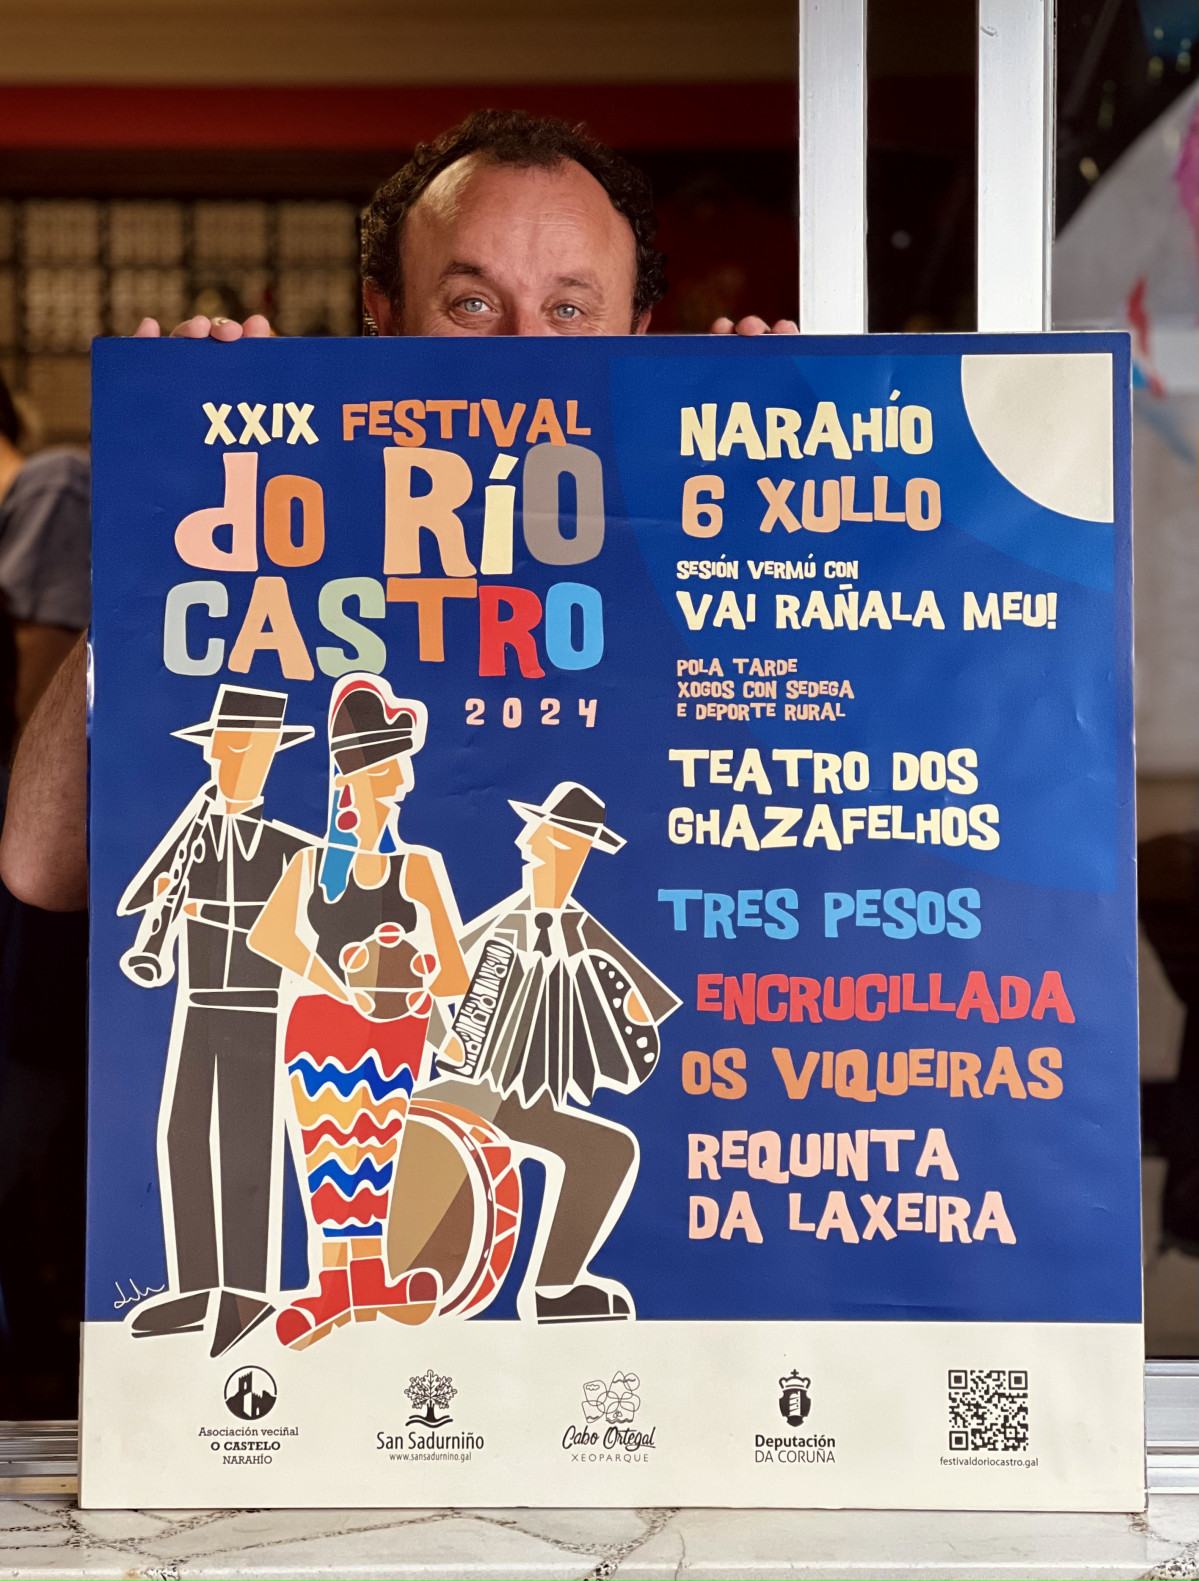 XXIX FESTIVAL
DO RÍO
CASTRO
2024
NARAHÍO
6 XULLO
SESIÓN VERMÚ CON
VAI RAÑALA MEU!
POLA TARDE
XOGOS CON SEDEGA
E DEPORTE RURAL
TEATRO DOS
GHAZAFELHOS
TRES PESOS
ENCRUCILLADA
OS VIQUEIRAS
REQUINTA
DA LAXEIRA
Asociación veciñal
O CASTELO
NARAHÍO
San Sadurniño
www.sansadurnino.gal
Cabo Ortegal
XEOPARQUE
Deputación
DA CORUÑA
festivaldoriocastro.gal